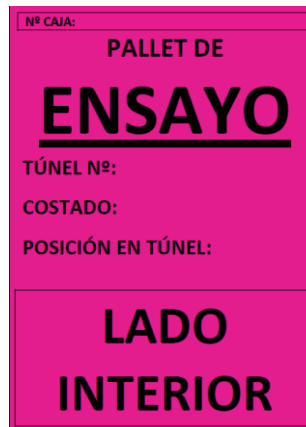 Nº CAJA:
PALLET DE
ENSAYO
TÚNEL Nº:
COSTADO:
POSICIÓN EN TÚNEL:
LADO
INTERIOR